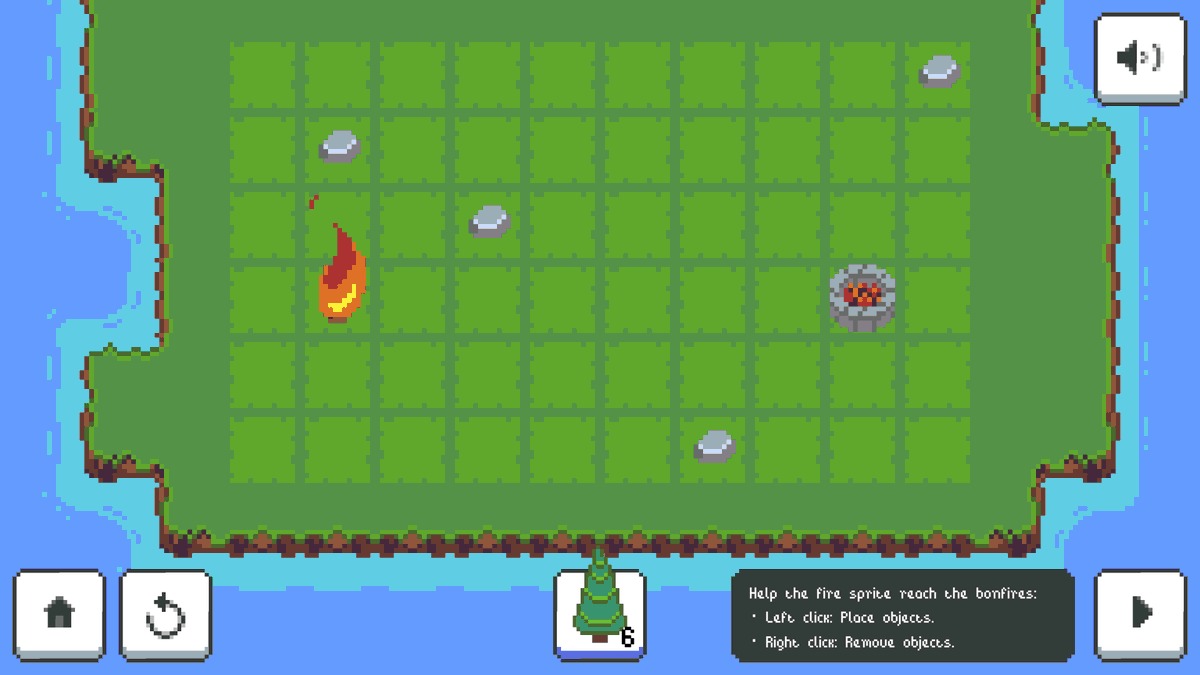 6
Help the fire sprite reach the bonfires:
· Left click: Place objects.
· Right click: Remove objects.